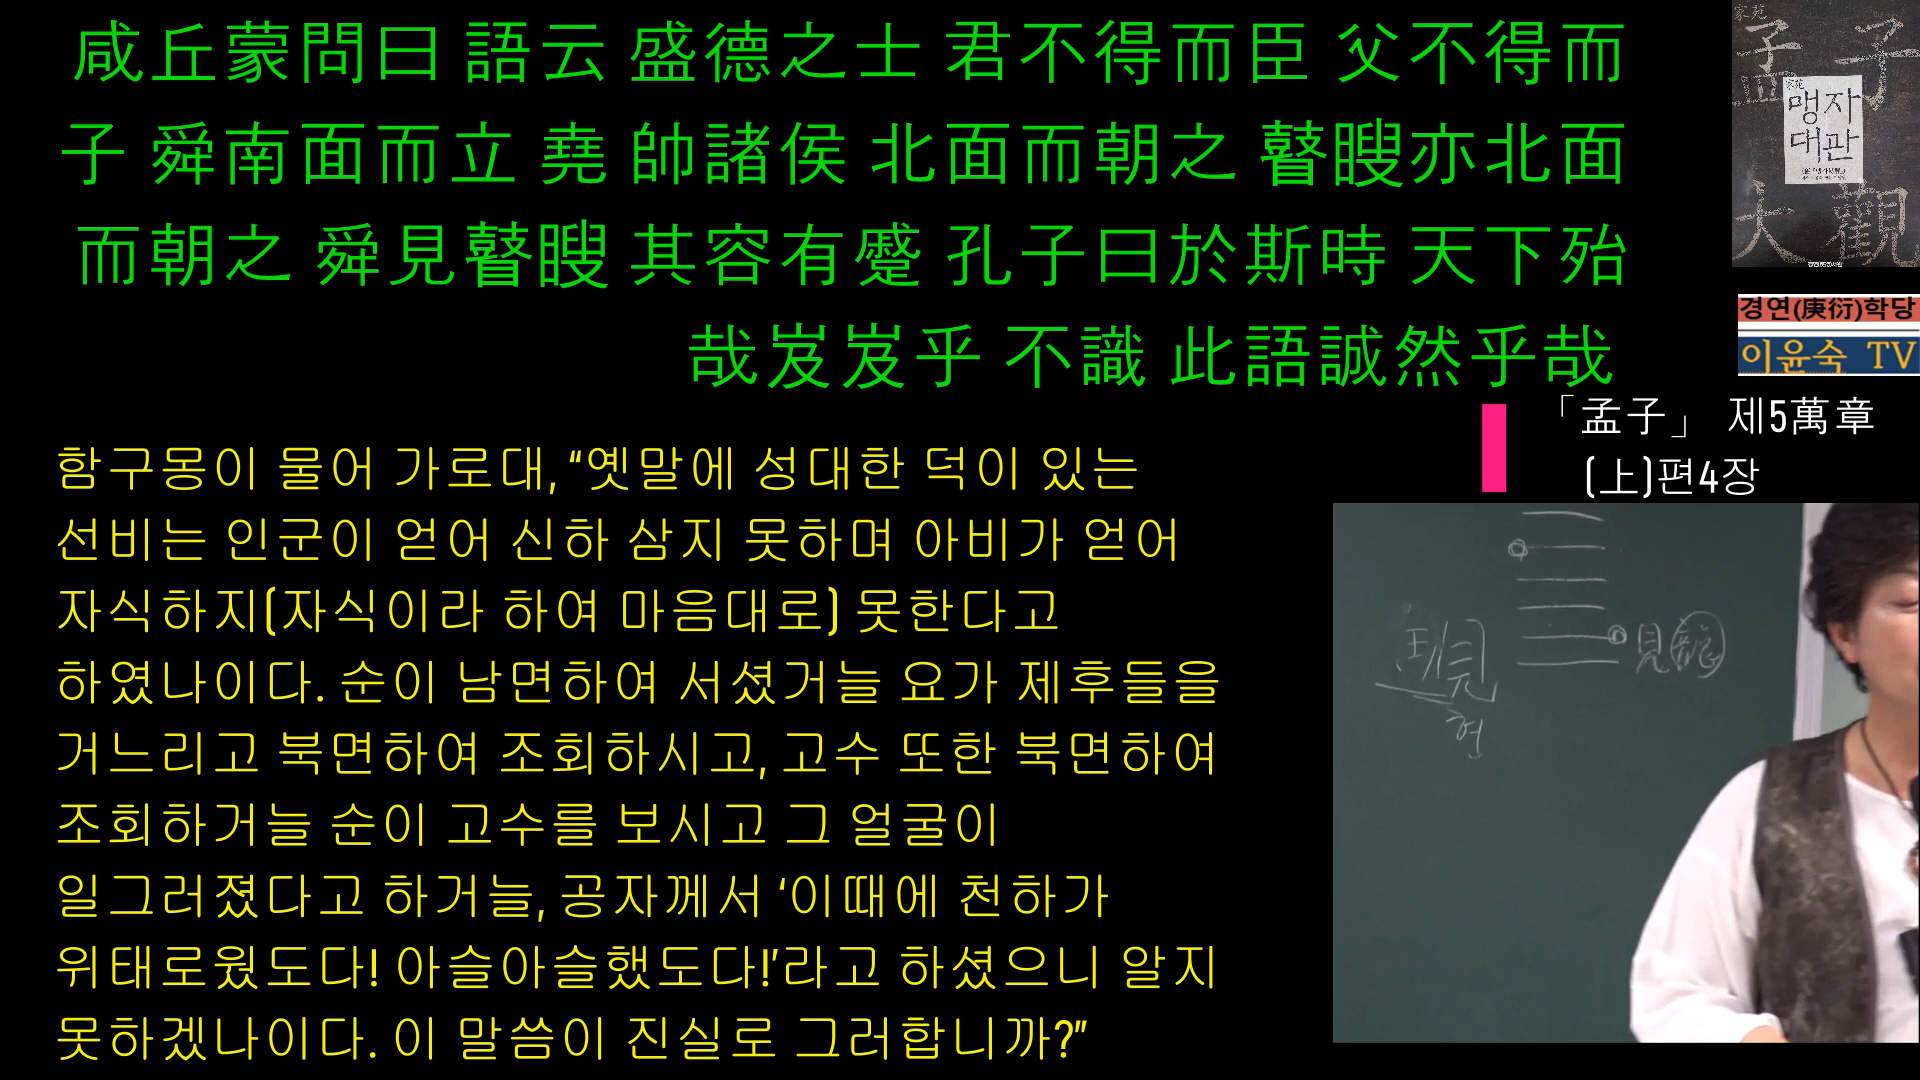 咸丘蒙問曰 語云 盛德之士 君不得而臣 父不得而
子 舜南面而立 堯 帥諸侯 北面而朝之 瞽瞍亦北面
而朝之 舜見瞽瞍 其容有蹙 孔子曰於斯時 天下殆
哉岌岌乎 不識 此語誠然乎哉
함구몽이 물어 가로대, “옛말에 성대한 덕이 있는
선비는 인군이 얻어 신하 삼지 못하며 아비가 얻어
자식하지(자식이라 하여 마음대로) 못한다고
하였나이다. 순이 남면하여 서셨거늘 요가 제후들을
거느리고 북면하여 조회하시고, 고수 또한 북면하여
조회하거늘 순이 고수를 보시고 그 얼굴이
일그러졌다고 하거늘, 공자께서 ‘이때에 천하가
위태로웠도다! 아슬아슬했도다!’라고 하셨으니 알지
못하겠나이다. 이 말씀이 진실로 그러합니까?”
家苑
孟子
家苑
맹자
대관
大觀
경연(庚衍)학당
이윤숙 TV
「孟子」 제5萬章
(上)편4장
見龍
現
현